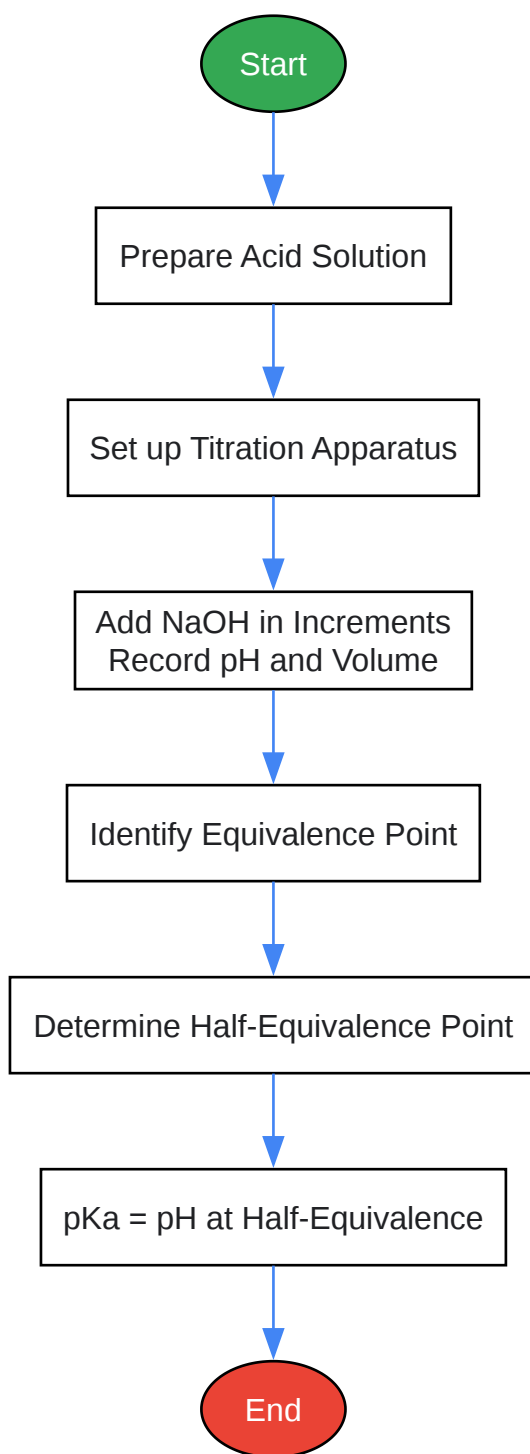 Start
Prepare Acid Solution
Set up Titration Apparatus
Add NaOH in Increments
Record pH and Volume
Identify Equivalence Point
Determine Half-Equivalence Point
pKa = pH at Half-Equivalence
End